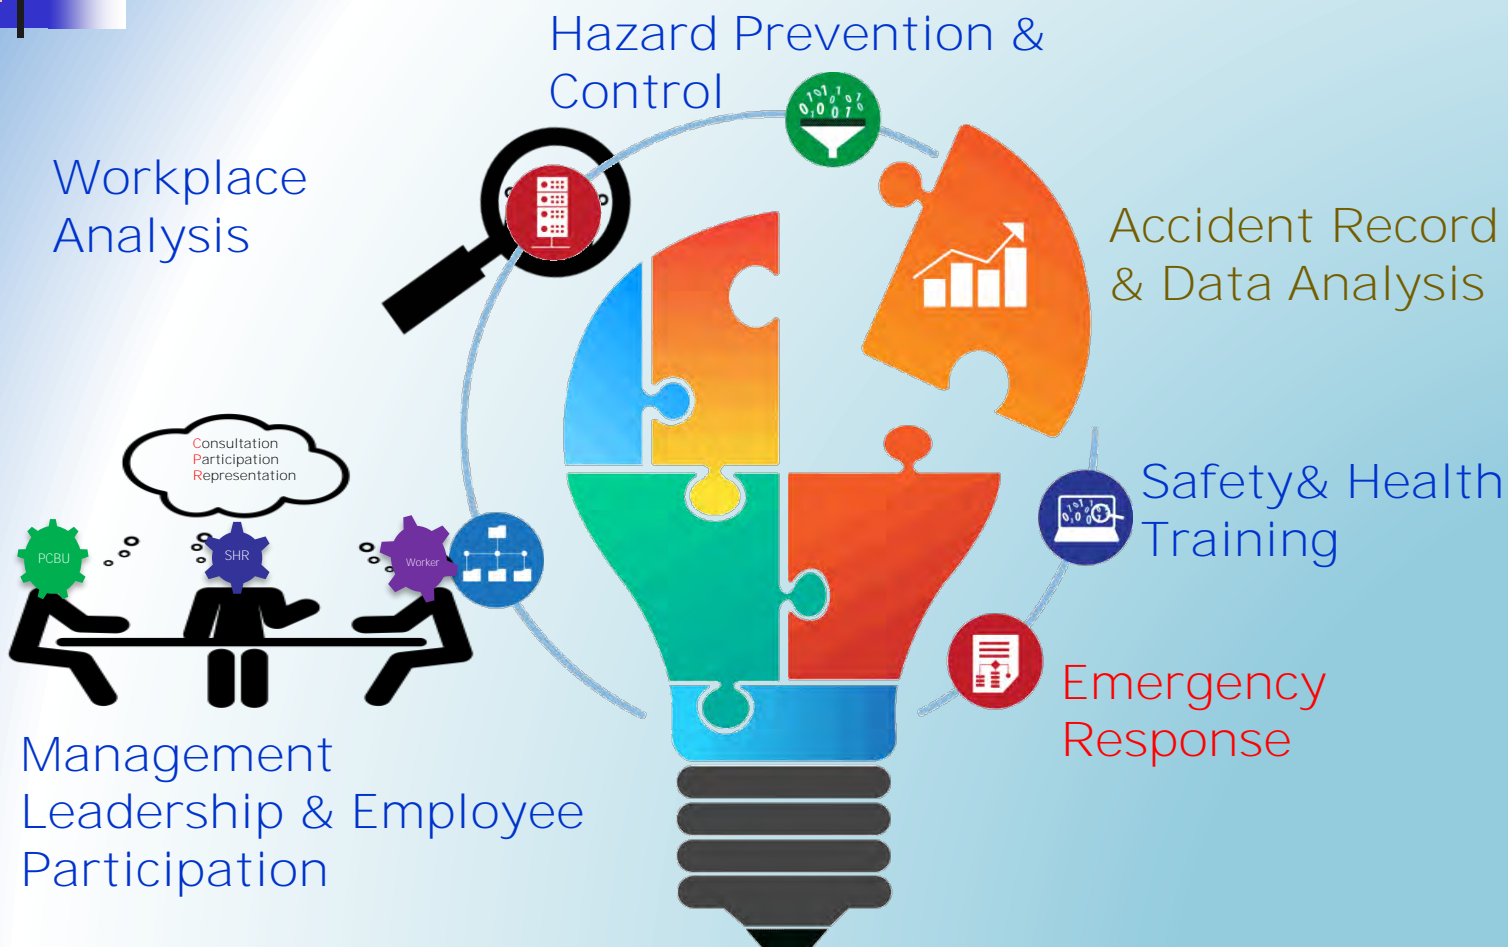 Hazard Prevention &
Control
Workplace
Analysis
Accident Record
& Data Analysis
Consultation
Participation
Representation
PCBU
SHR
Worker
Safety& Health
Training
Emergency
Response
Management
Leadership & Employee
Participation